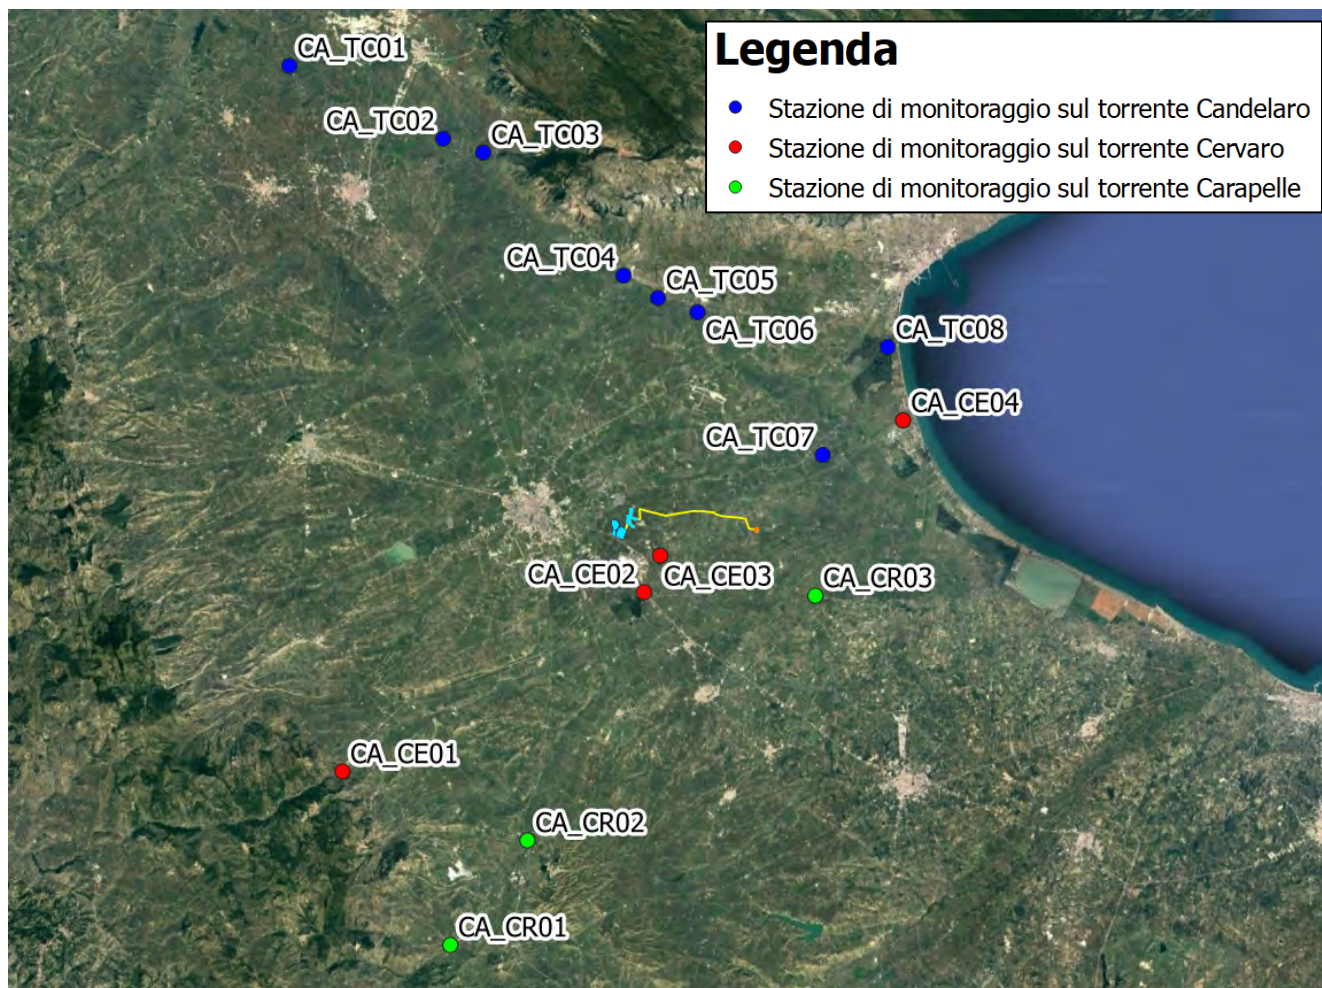 CA_TC01
Legenda
Stazione di monitoraggio sul torrente Candelaro
Stazione di monitoraggio sul torrente Cervaro
Stazione di monitoraggio sul torrente Carapelle
CA_TC02
CA_TC03
CA_TC04
CA_TC05
CA_TC06
CA_TC08
CA_CE04
CA_TC07
CA_CE02
CA_CE03
CA_CR03
CA_CE01
CA_CR02
CA_CR01